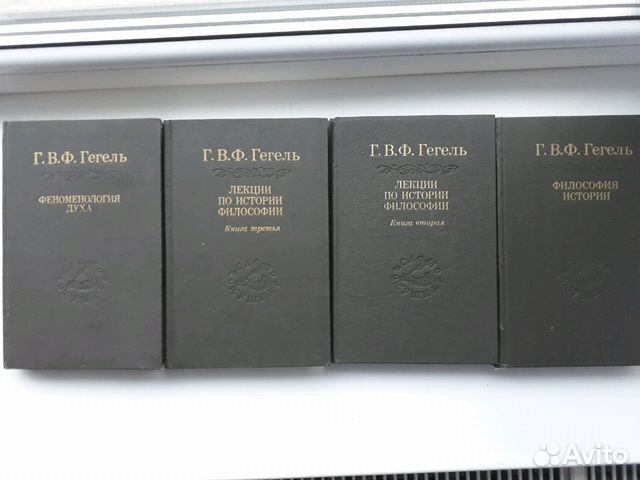 Г. В.Ф. Гегель
ФЕНОМЕНОЛОГИЯ
ДУХА
Г. В.Ф. Гегель
ЛЕКЦИИ
ПО ИСТОРИИ
ФИЛОСОФИИ
Книга третья
Г. В.Ф. Гегель
ЛЕКЦИИ
ПО ИСТОРИИ
ФИЛОСОФИИ
Книга вторая
Г. В.Ф. Гегель
ФИЛОСОФИЯ
ИСТОРИИ
Avito